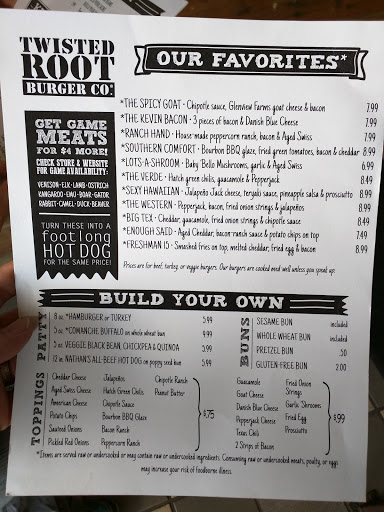 TWISTED
ROOT
BURGER CO.
OUR FAVORITES*
*THE SPICY GOAT - Chipotle sauce, Glenview Farms goat cheese & bacon 7.99
*THE KEVIN BACON - 3 pieces of bacon & Danish Blue Cheese 7.99
*RANCH HAND - House-made peppercorn ranch, bacon & Aged Swiss 7.99
*SOUTHERN COMFORT - Bourbon BBQ glaze, fried green tomatoes, bacon & cheddar 8.99
*LOTS-A-SHROOM - Baby 'Bello Mushrooms, garlic & Aged Swiss 6.99
*THE VERDE - Hatch green chilis, guacamole & Pepperjack 8.49
*SEXY HAWAIIAN - Jalapeño Jack cheese, teryaki sauce, pineapple salsa & prosciutto 8.99
*THE WESTERN - Pepperjack, bacon, fried onion strings & jalapeños 8.99
*BIG TEX - Cheddar, guacamole, fried onion strings & chipotle sauce 8.49
*ENOUGH SAID - Aged Cheddar, bacon ranch sauce & potato chips on top 7.49
*FRESHMAN 15 - Smashed fries on top, melted cheddar, fried egg & bacon 8.99
Prices are for beef, turkey, or veggie burgers. Our burgers are cooked med well unless you speak up.
GET GAME
MEATS
FOR $4 MORE!
CHECK STORE & WEBSITE
FOR GAME AVAILABILITY:
VENISON-ELK-LAMB-OSTRICH
KANGAROO-EMU-BOAR-GATOR
RABBIT-CAMEL-DUCK-BEAVER
TURN THESE INTO A
footlong
HOT DOG
FOR THE SAME PRICE!
BUILD YOUR OWN
PATTY
8 oz. *HAMBURGER or TURKEY 5.99
5 oz. *COMANCHE BUFFALO on whole wheat bun 9.99
5 oz. VEGGIE BLACK BEAN, CHICKPEA & QUINOA 5.99
12 in. NATHAN'S ALL-BEEF HOT DOG on poppy seed bun 5.99
BUNS
SESAME BUN included
WHOLE WHEAT BUN included
PRETZEL BUN .50
GLUTEN-FREE BUN 2.00
TOPPINGS
Cheddar Cheese
Aged Swiss Cheese
American Cheese
Potato Chips
Sauteed Onions
Pickled Red Onions
Jalapeños
Hatch Green Chilis
Chipotle Sauce
Bourbon BBQ Glaze
Bacon Ranch
Peppercorn Ranch
Chipotle Ranch
Peanut Butter
$.75
Guacamole
Goat Cheese
Danish Blue Cheese
Pepperjack Cheese
Texas Chili
2 Strips of Bacon
Fried Onion
Strings
Garlic 'Shrooms
Fried Egg
Prosciutto
$.99
*Items are served raw or undercooked or may contain raw or undercooked ingredients. Consuming raw or undercooked meats, poultry, or eggs
may increase your risk of foodborne illness.